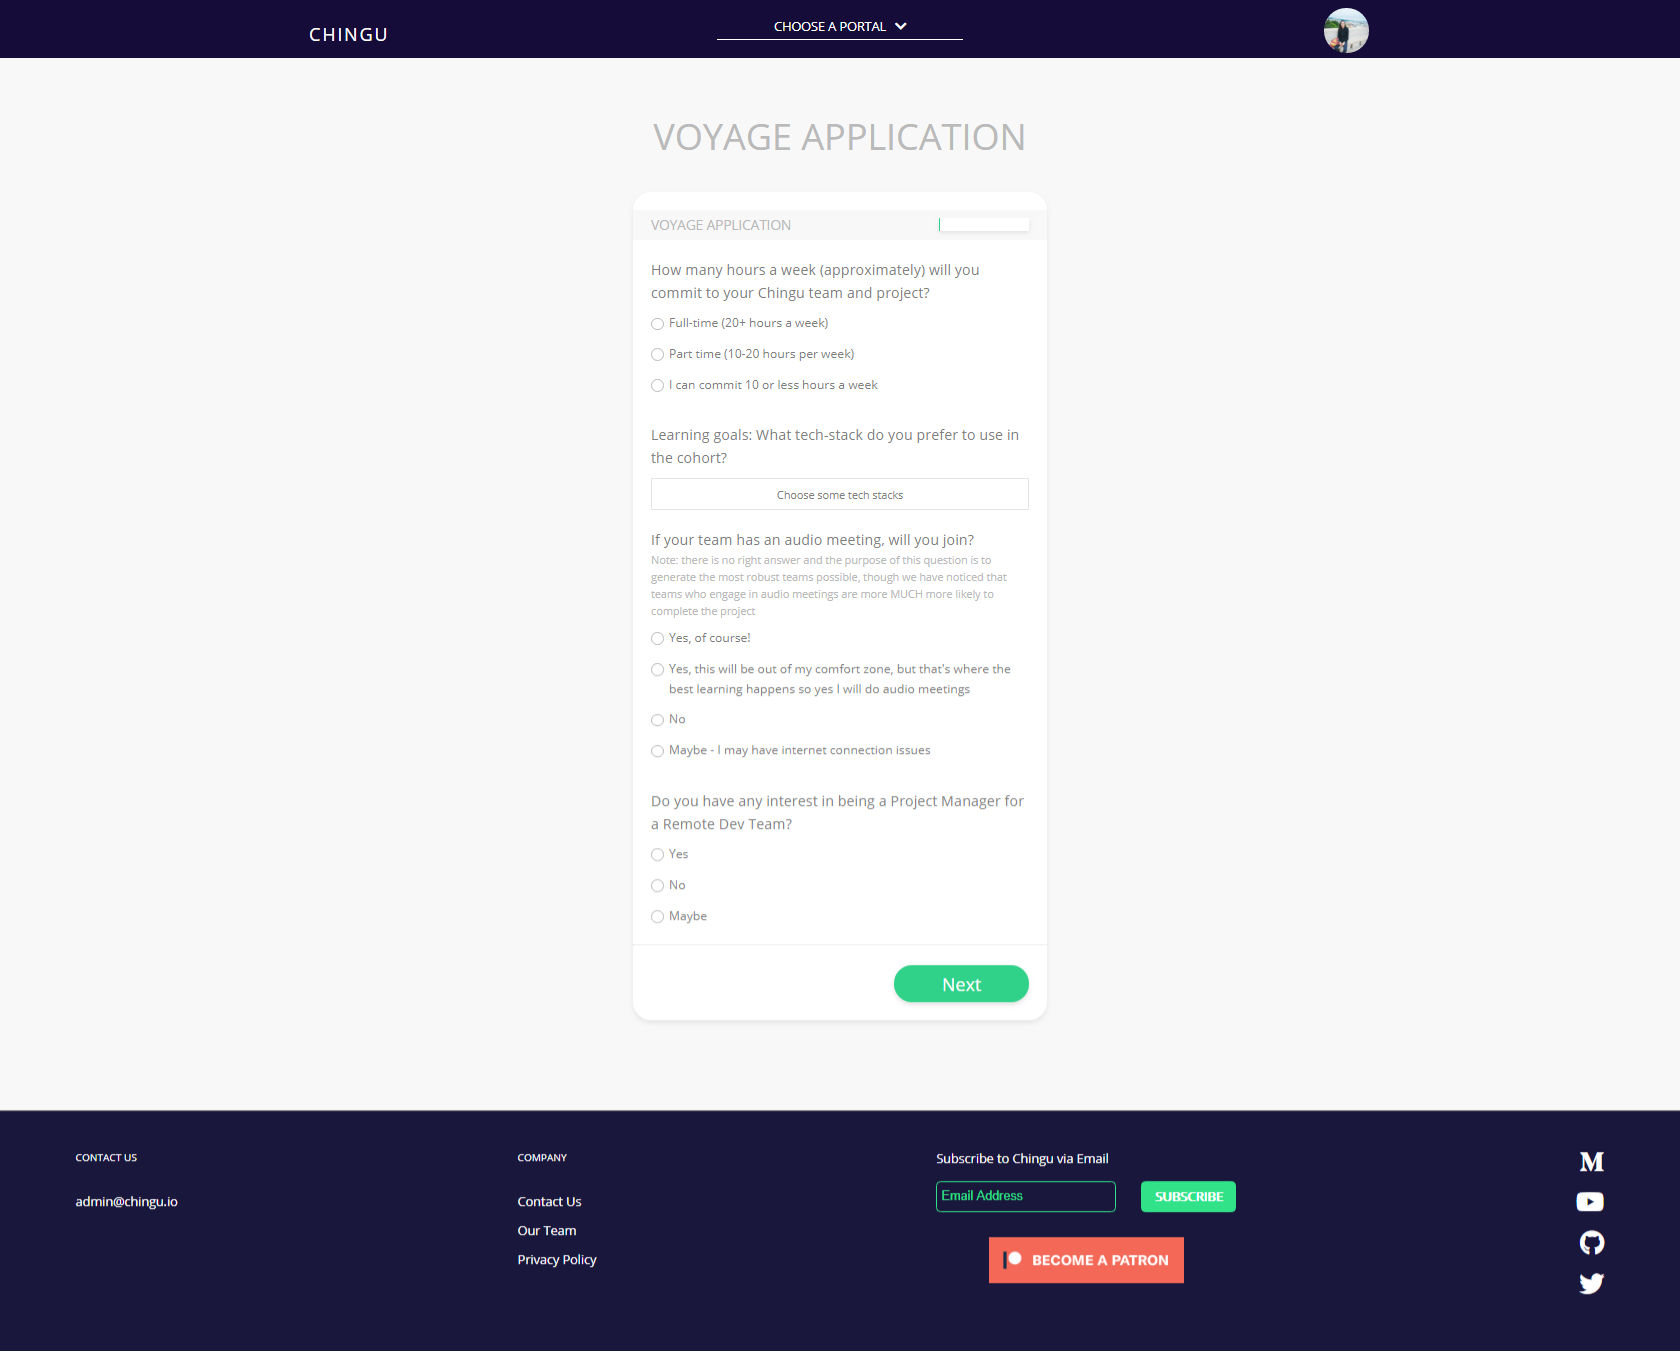 CHINGU
CHOOSE A PORTAL
VOYAGE APPLICATION
VOYAGE APPLICATION
How many hours a week (approximately) will you
commit to your Chingu team and project?
Full-time (20+ hours a week)
Part time (10-20 hours per week)
I can commit 10 or less hours a week
Learning goals: What tech-stack do you prefer to use in
the cohort?
Choose some tech stacks
If your team has an audio meeting, will you join?
Note: there is no right answer and the purpose of this question is to
generate the most robust teams possible, though we have noticed that
teams who engage in audio meetings are more MUCH more likely to
complete the project
Yes, of course!
Yes, this will be out of my comfort zone, but that's where the
best learning happens so yes I will do audio meetings
No
Maybe - I may have internet connection issues
Do you have any interest in being a Project Manager for
a Remote Dev Team?
Yes
No
Maybe
Next
CONTACT US
admin@chingu.io
COMPANY
Contact Us
Our Team
Privacy Policy
Subscribe to Chingu via Email
Email Address
SUBSCRIBE
BECOME A PATRON